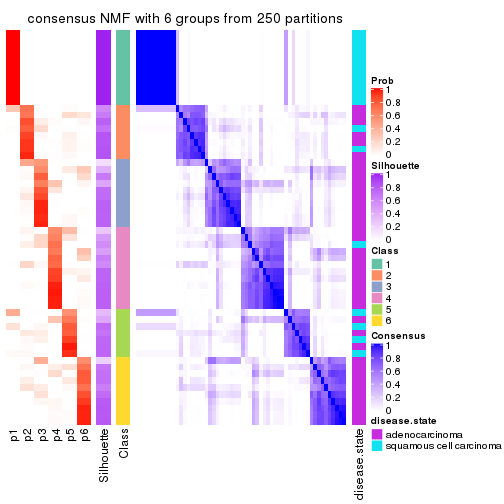 consensus NMF with 6 groups from 250 partitions
Prob
1
0.8
0.6
0.4
0.2
0
Silhouette
1
0.8
0.6
0.4
0.2
0
Class
1
2
3
4
5
6
Consensus
1
0.8
0.6
0.4
0.2
0
disease.state
adenocarcinoma
squamous cell carcinoma
p1
p2
p3
p4
p5
p6
Silhouette
Class
disease.state